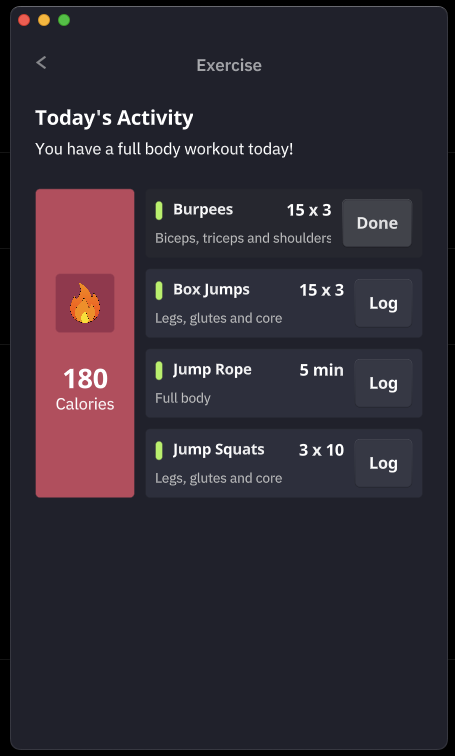 Exercise
Today's Activity
You have a full body workout today!
180
Calories
Burpees 15 x 3 Done
Biceps, triceps and shoulders
Box Jumps 15 x 3 Log
Legs, glutes and core
Jump Rope 5 min Log
Full body
Jump Squats 3 x 10 Log
Legs, glutes and core